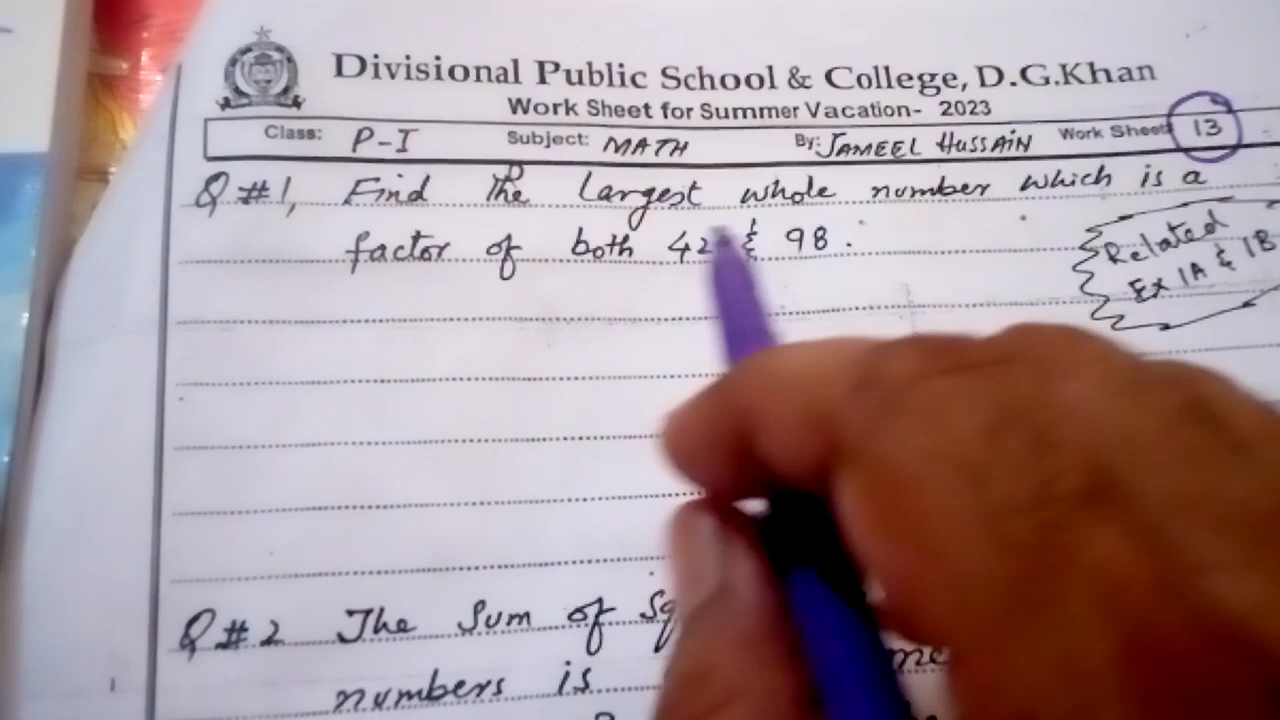 Divisional Public School & College, D.G.Khan
Work Sheet for Summer Vacation- 2023
Class: P-I Subject: MATH By: JAMEEL HUSSAIN Work Sheet 13
Q #1, Find The largest whole number which is a
factor of both 42 & 98.
Related
Ex 1A & 1B
Q #2 The Sum of
numbers is